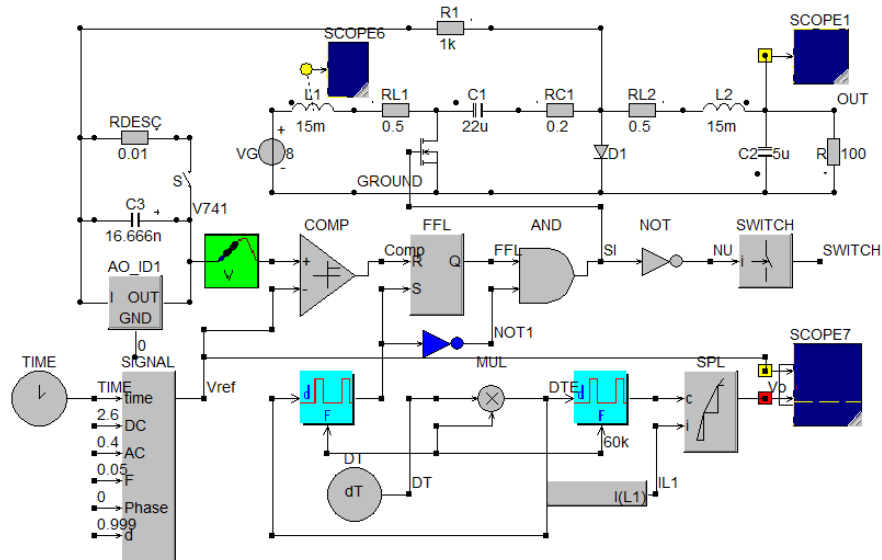 R1
SCOPE1
SCOPE6
1k
L1
RL1
C1
RC1
RL2
L2
OUT
15m
0.5
22u
0.2
0.5
15m
RDESC
0.01
VG
+
8
-
D1
C2
5u
R
100
S
GROUND
C3
+
V741
16.666n
COMP
FFL
AND
NOT
SWITCH
V
+
-
Comp
R
Q
S
FFL
SI
NU
i
SWITCH
AO_ID1
I OUT
GND
0
NOT1
TIME
SIGNAL
MUL
SCOPE7
TIME
time
Vref
d
F
DTE
d
F
SPL
c
i
Vp
2.6
DC
0.4
AC
60k
0.05
F
DT
dT
DT
IL1
0
Phase
I(L1)
0.999
d